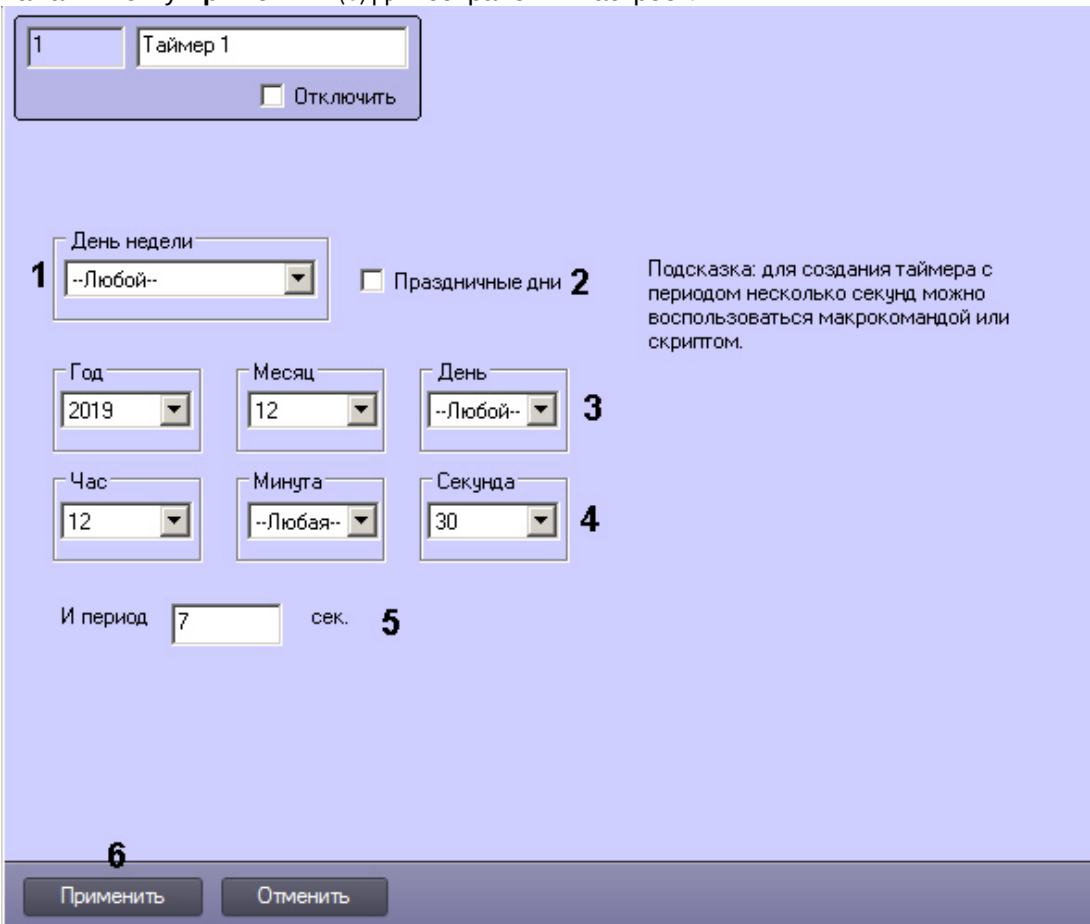 1 Таймер 1
Отключить
День недели
1 --Любой-- Праздничные дни 2
Подсказка: для создания таймера с
периодом несколько секунд можно
воспользоваться макрокомандой или
скриптом.
Год Месяц День
2019 12 --Любой-- 3
Час Минута Секунда
12 --Любая-- 30 4
И период 7 сек. 5
6
Применить Отменить